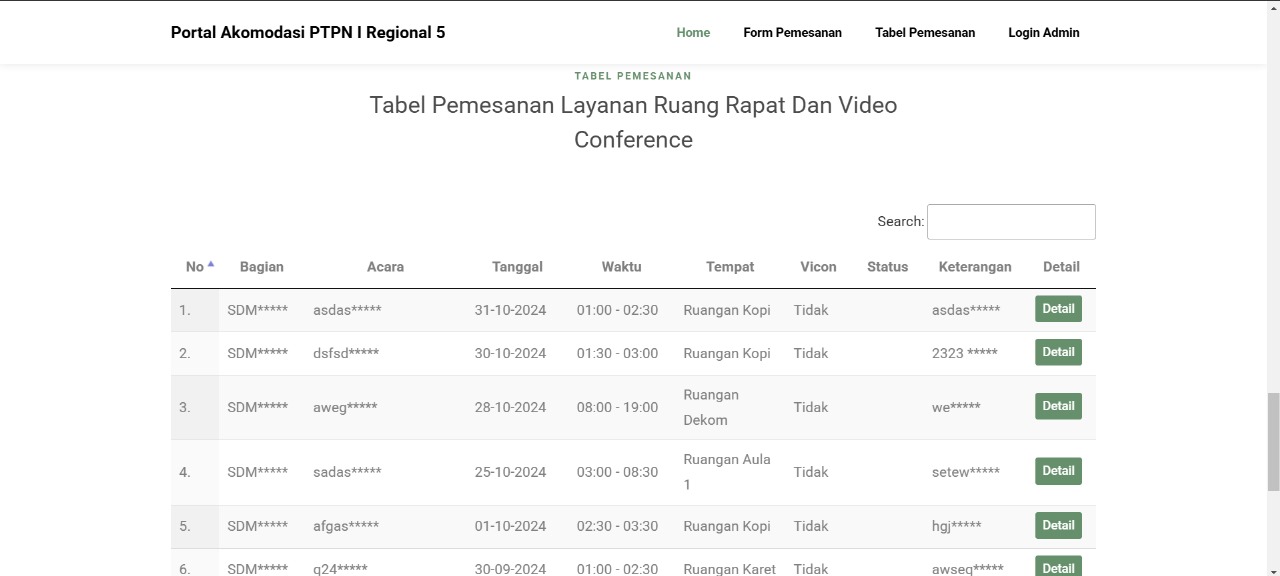 Portal Akomodasi PTPN I Regional 5 Home Form Pemesanan Tabel Pemesanan Login Admin
TABEL PEMESANAN
Tabel Pemesanan Layanan Ruang Rapat Dan Video
Conference
Search:
No Bagian Acara Tanggal Waktu Tempat Vicon Status Keterangan Detail
1. SDM***** asdas***** 31-10-2024 01:00 - 02:30 Ruangan Kopi Tidak asdas***** Detail
2. SDM***** dsfsd***** 30-10-2024 01:30 - 03:00 Ruangan Kopi Tidak 2323 ***** Detail
3. SDM***** aweg***** 28-10-2024 08:00 - 19:00 Ruangan Dekom Tidak we***** Detail
4. SDM***** sadas***** 25-10-2024 03:00 - 08:30 Ruangan Aula 1 Tidak setew***** Detail
5. SDM***** afgas***** 01-10-2024 02:30 - 03:30 Ruangan Kopi Tidak hgj***** Detail
6. SDM***** q24***** 30-09-2024 01:00 - 02:30 Ruangan Karet Tidak awseq***** Detail